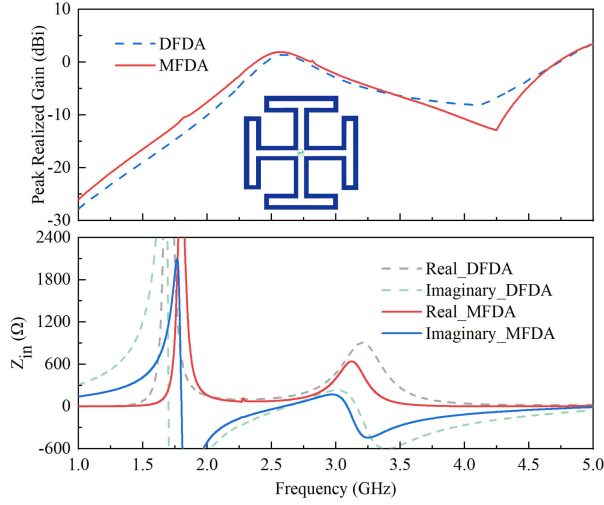 10
0
-10
-20
-30
Peak Realized Gain (dBi)
DFDA
MFDA
2400
1800
1200
600
0
-600
Z_in (Ω)
Real_DFDA
Imaginary_DFDA
Real_MFDA
Imaginary_MFDA
1.0 1.5 2.0 2.5 3.0 3.5 4.0 4.5 5.0
Frequency (GHz)